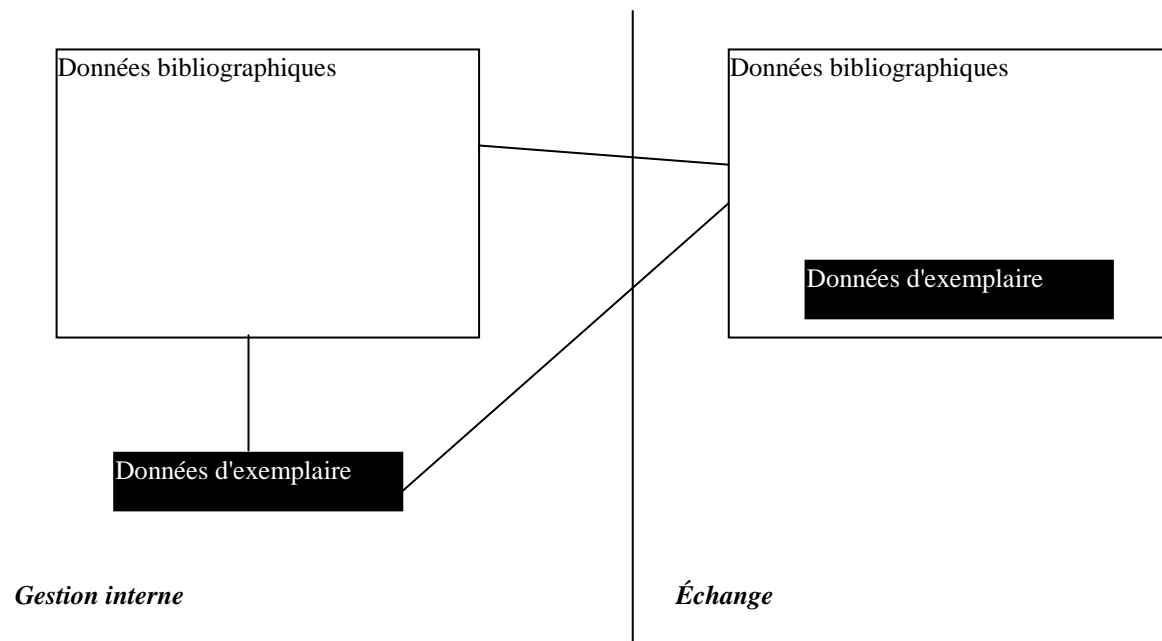 Données bibliographiques
Données bibliographiques
Données d'exemplaire
Données d'exemplaire
Gestion interne
Échange